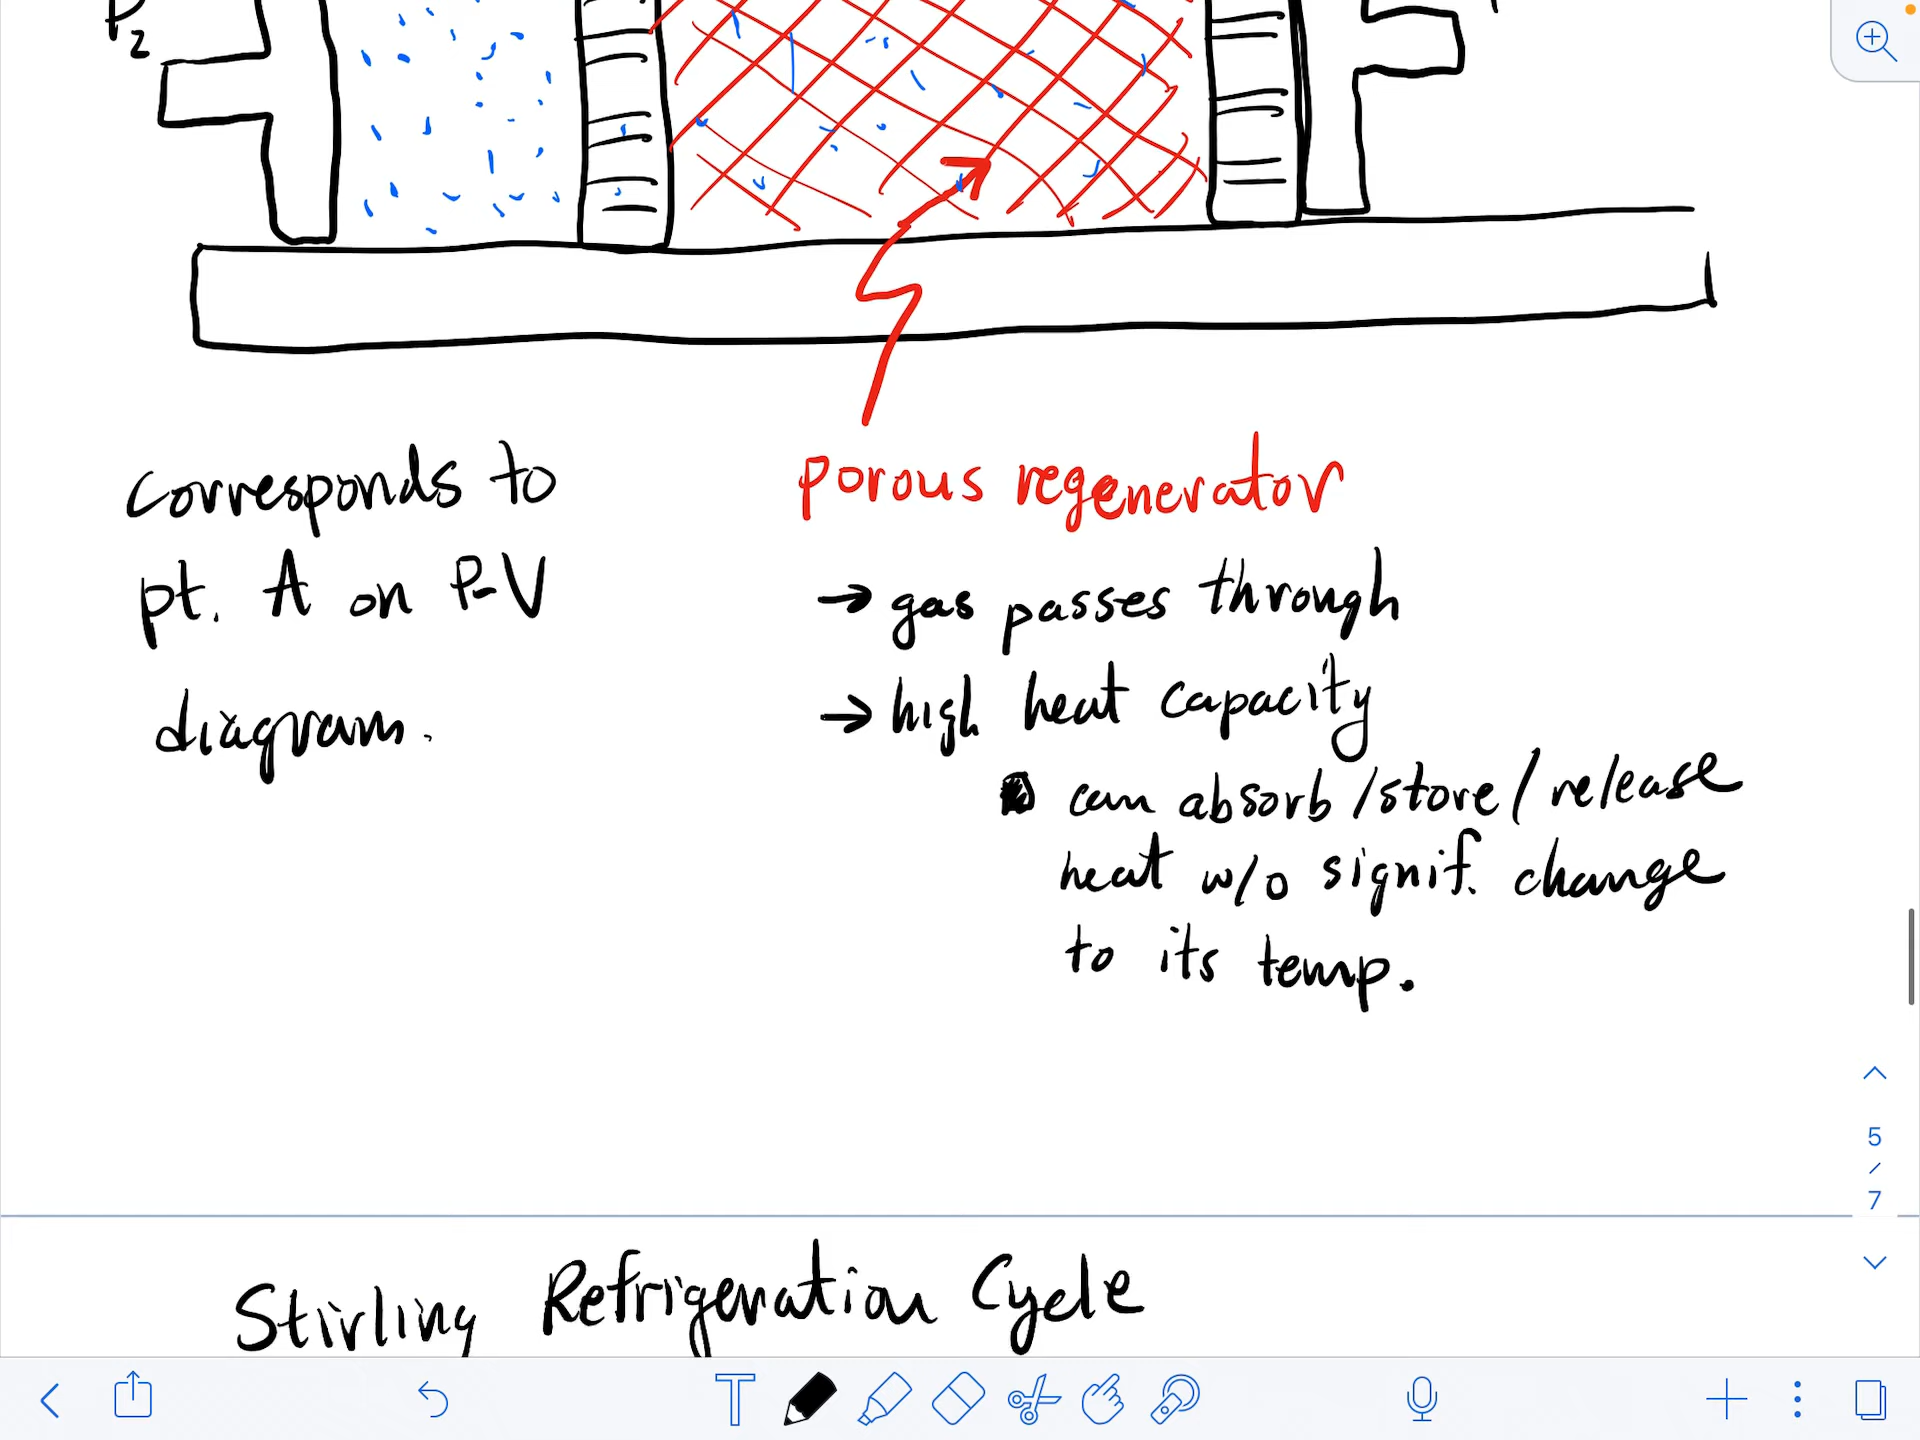 P2
corresponds to
pt. A on P-V
diagram.
porous regenerator
→ gas passes through
→ high heat capacity
can absorb/store/release
heat w/o signif. change
to its temp.
5
/
7
Stirling Refrigeration Cycle
T